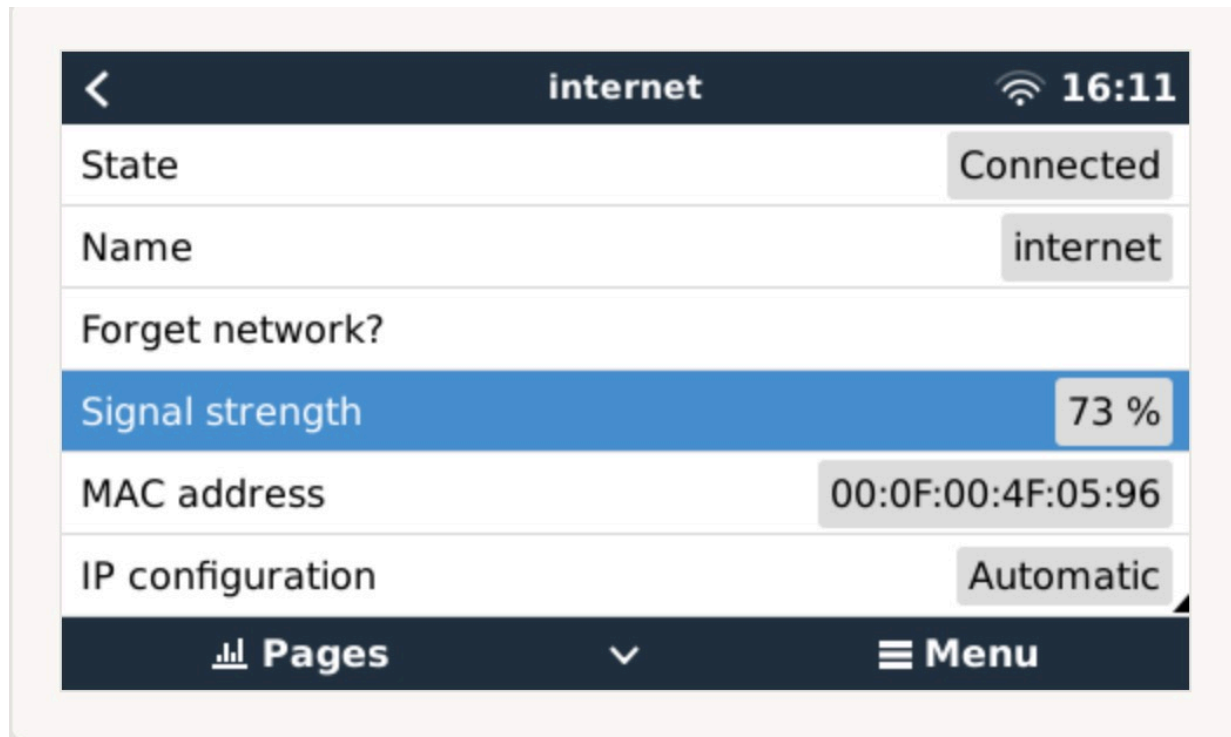 internet 16:11
State Connected
Name internet
Forget network?
Signal strength 73 %
MAC address 00:0F:00:4F:05:96
IP configuration Automatic
Pages Menu